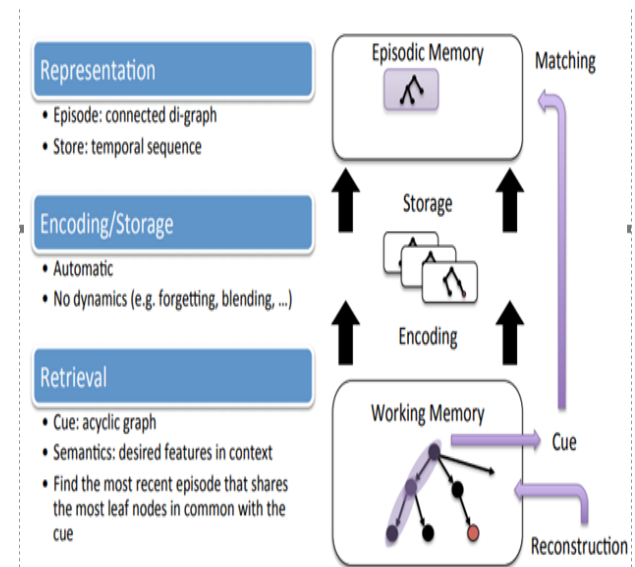 Representation
• Episode: connected di-graph
• Store: temporal sequence
Encoding/Storage
• Automatic
• No dynamics (e.g. forgetting, blending, ...)
Retrieval
• Cue: acyclic graph
• Semantics: desired features in context
• Find the most recent episode that shares
the most leaf nodes in common with the
cue
Episodic Memory
Matching
Storage
Encoding
Working Memory
Cue
Reconstruction